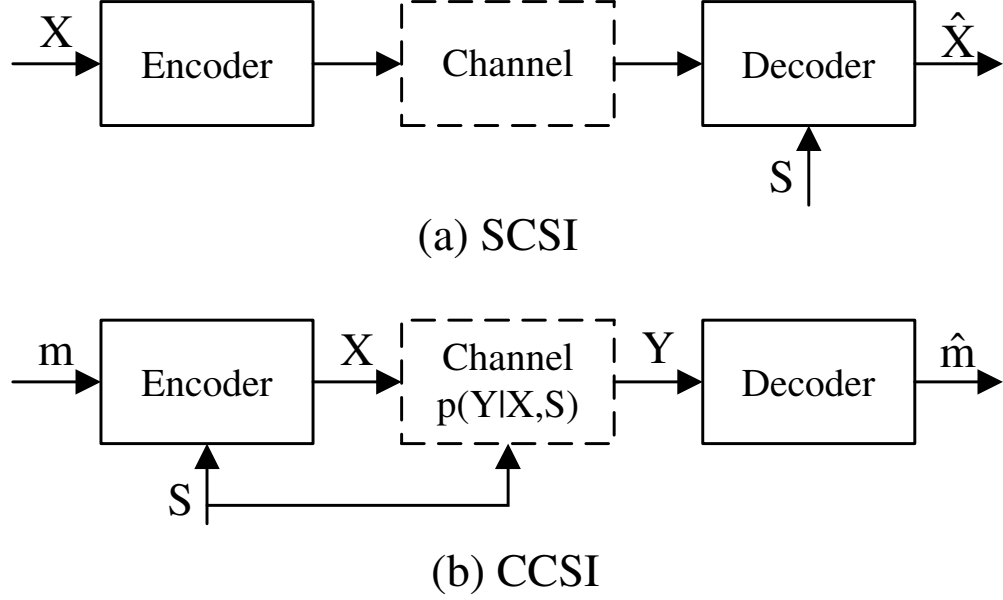 X
Encoder
Channel
Decoder
X̂
S
(a) SCSI
m
Encoder
X
Channel
p(Y|X,S)
Y
Decoder
m̂
S
(b) CCSI